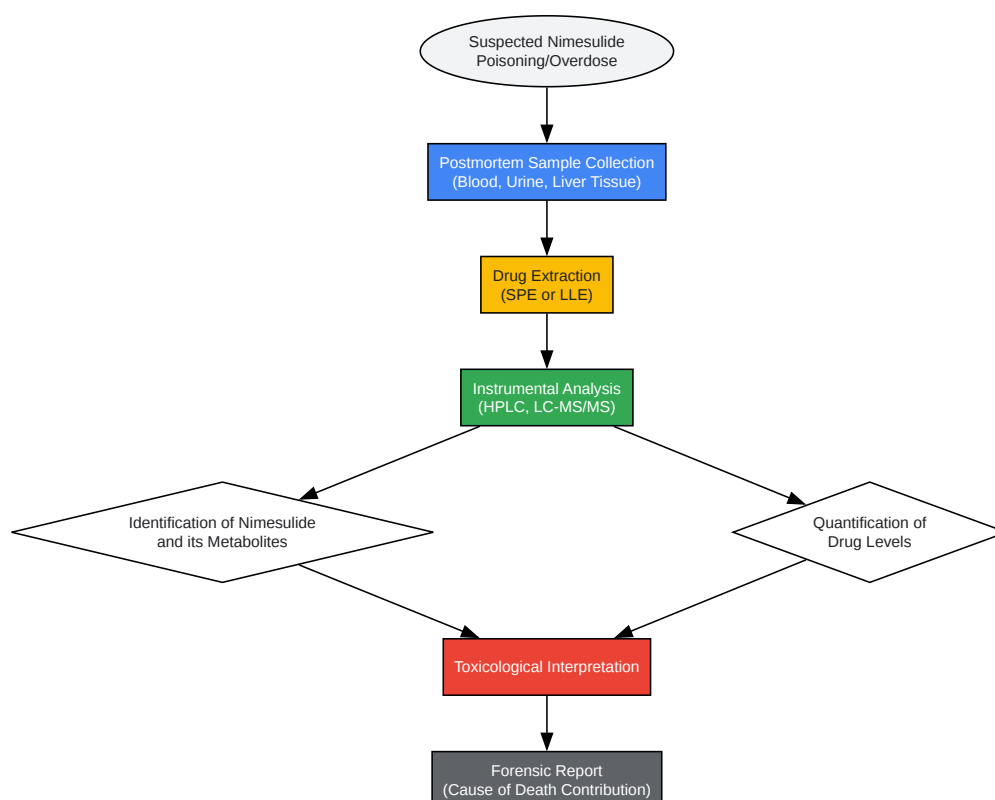 Suspected Nimesulide
Poisoning/Overdose
Postmortem Sample Collection
(Blood, Urine, Liver Tissue)
Drug Extraction
(SPE or LLE)
Instrumental Analysis
(HPLC, LC-MS/MS)
Identification of Nimesulide
and its Metabolites
Quantification of
Drug Levels
Toxicological Interpretation
Forensic Report
(Cause of Death Contribution)